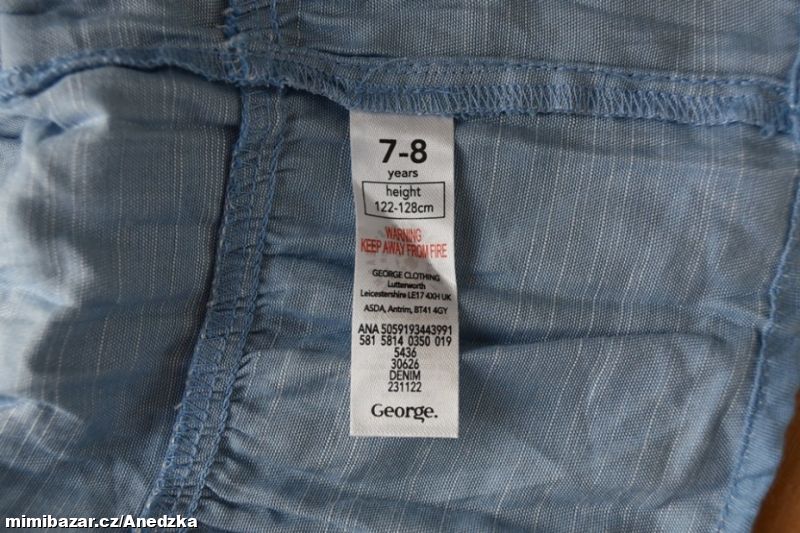 7-8
years
height
122-128cm
WARNING
KEEP AWAY FROM FIRE
GEORGE CLOTHING
Lutterworth
Leicestershire LE17 4XH UK
ASDA, Antrim, BT41 4GY
ANA 5059193443991
581 5814 0350 019
5436
30626
DENIM
231122
George.
mimibazar.cz/Anedzka